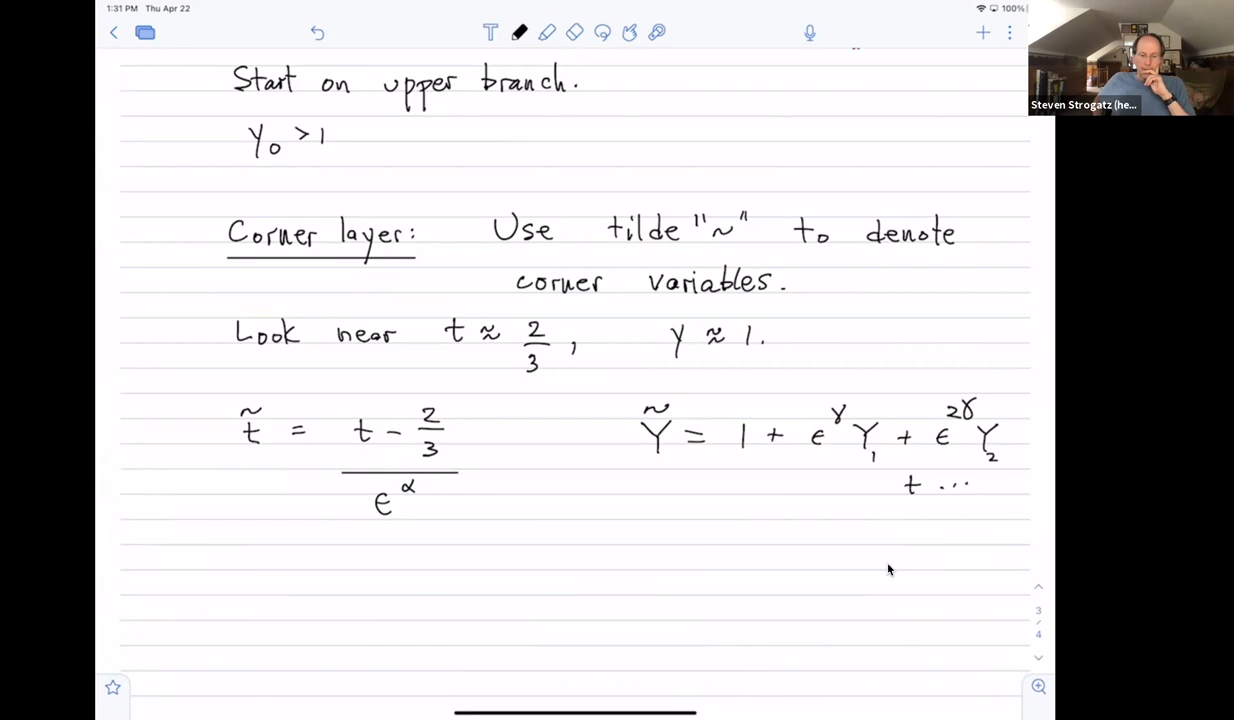 1:31 PM Thu Apr 22
100%
T
Steven Strogatz (he...
Start on upper branch.
y₀ > 1
Corner layer: Use tilde "~" to denote
corner variables.
Look near t ≈ 2/3, y ≈ 1.
t̃ = (t - 2/3)/ϵ^α Ỹ = 1 + ϵ^γ Y₁ + ϵ^{2γ} Y₂
+ ...
3
/
4